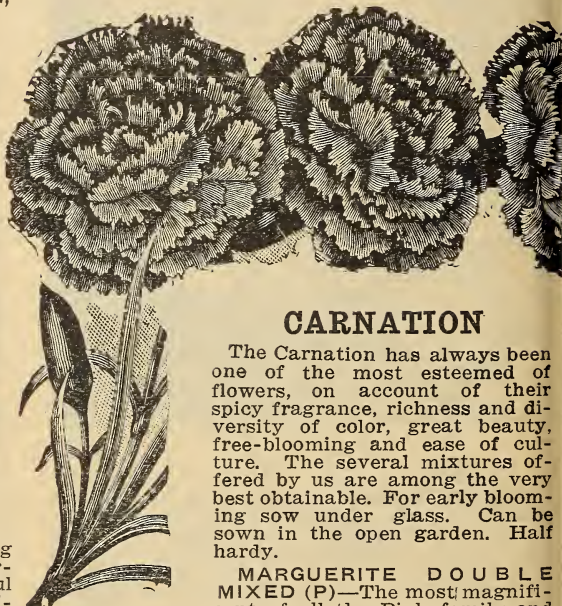 CARNATION
The Carnation has always been
one of the most esteemed of
flowers, on account of their
spicy fragrance, richness and di-
versity of color, great beauty,
free-blooming and ease of cul-
ture. The several mixtures of-
fered by us are among the very
best obtainable. For early bloom-
ing sow under glass. Can be
sown in the open garden. Half
hardy.
MARGUERITE DOUBLE
MIXED (P)—The most magnifi-